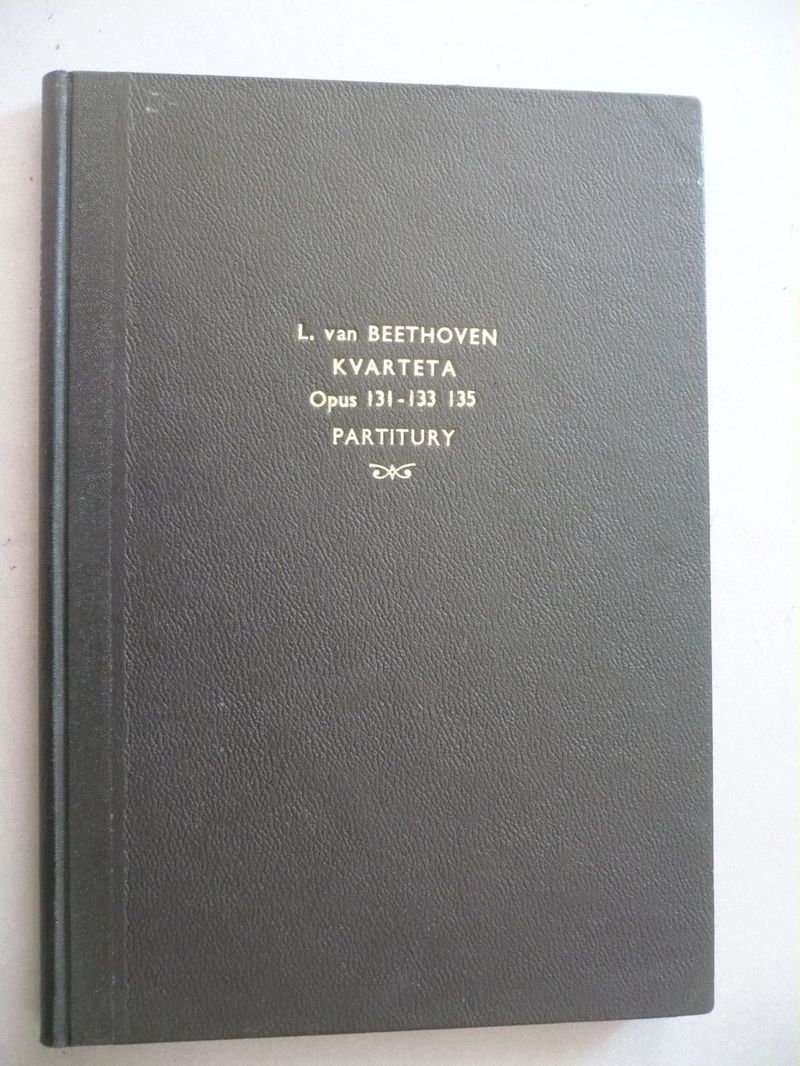 L. van BEETHOVEN
KVARTETA
Opus 131-133 135
PARTITURY